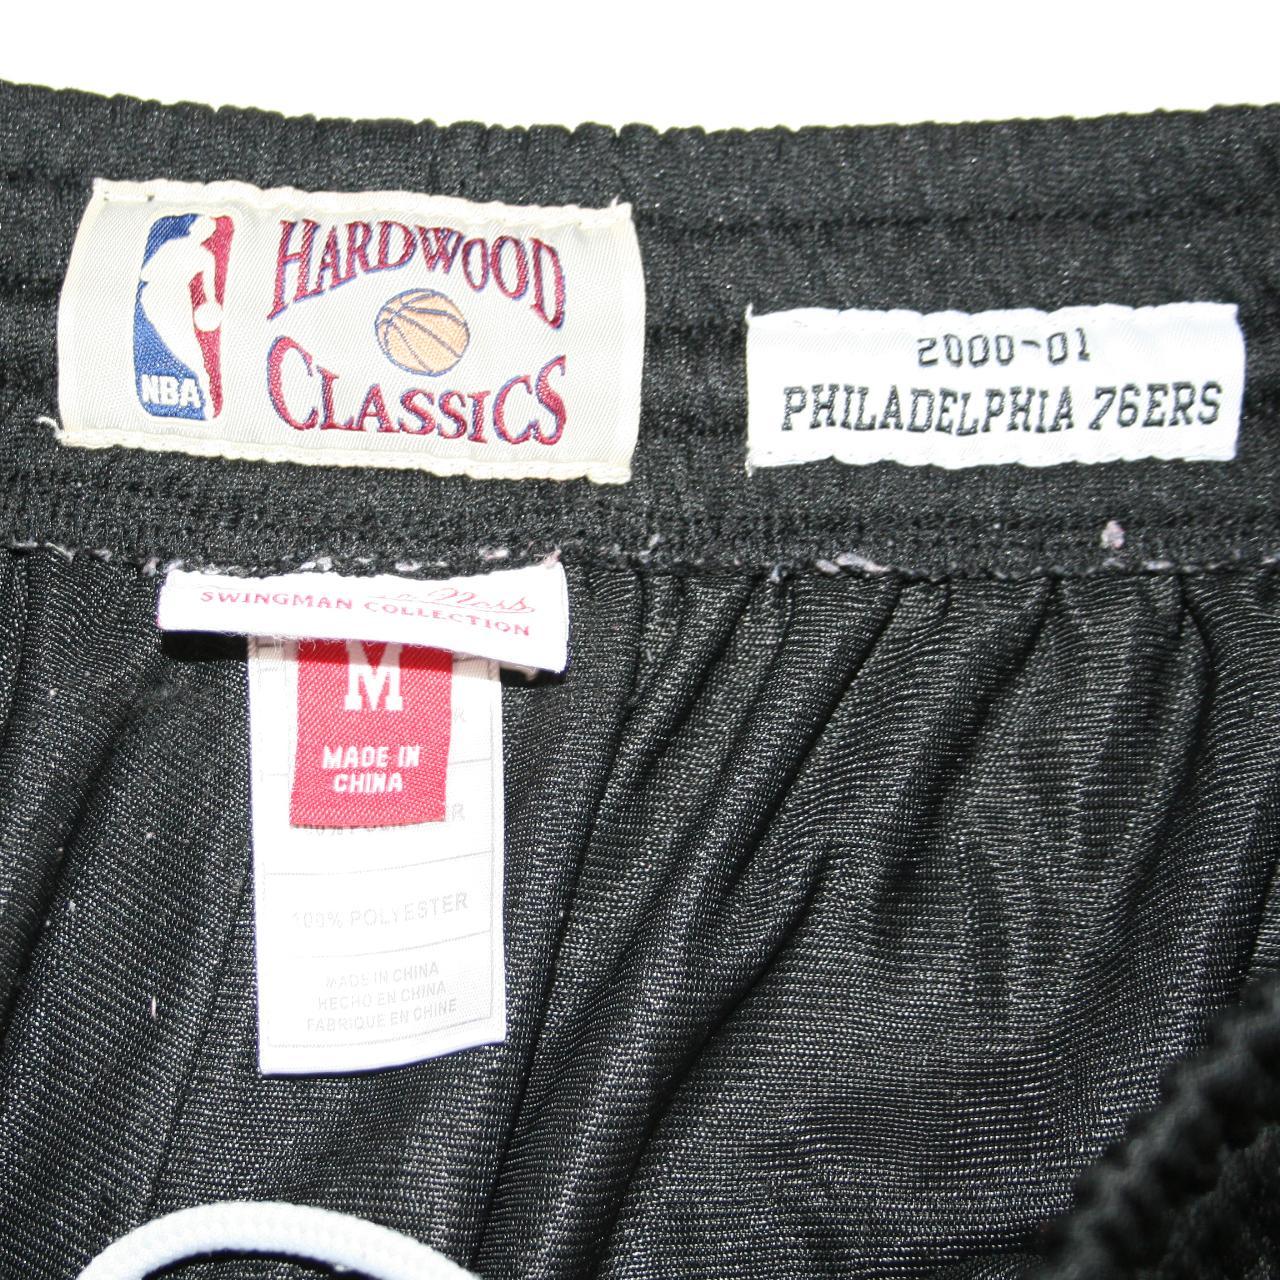 NBA
HARDWOOD
CLASSICS
2000-01
PHILADELPHIA 76ERS
SWINGMAN COLLECTION
M
MADE IN
CHINA
100% POLYESTER
MADE IN CHINA
HECHO EN CHINA
FABRIQUE EN CHINE